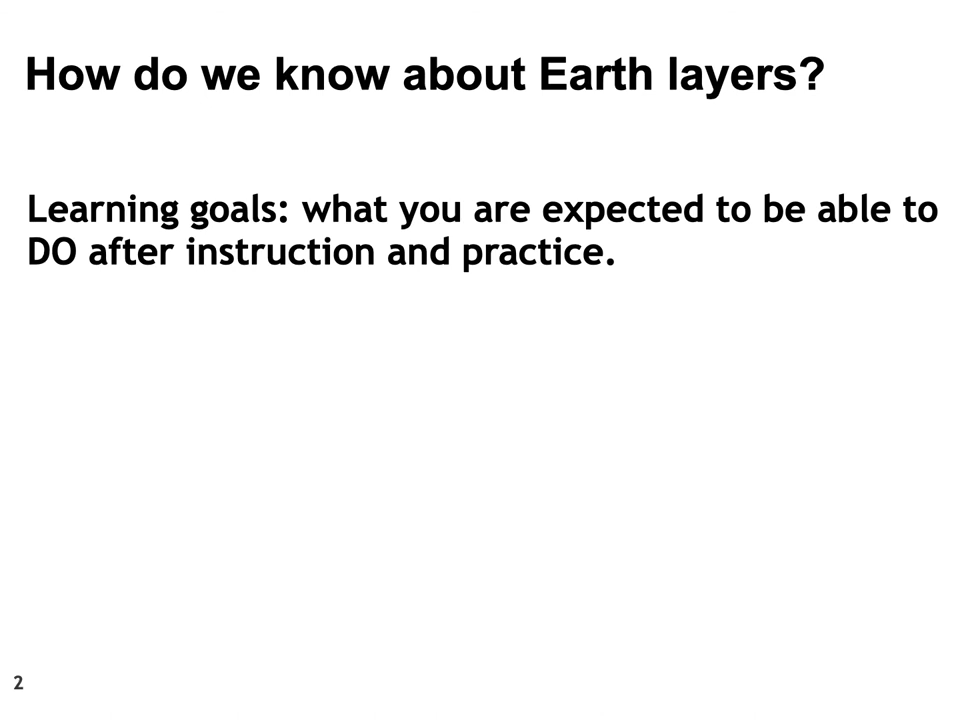 How do we know about Earth layers?
Learning goals: what you are expected to be able to
DO after instruction and practice.
2